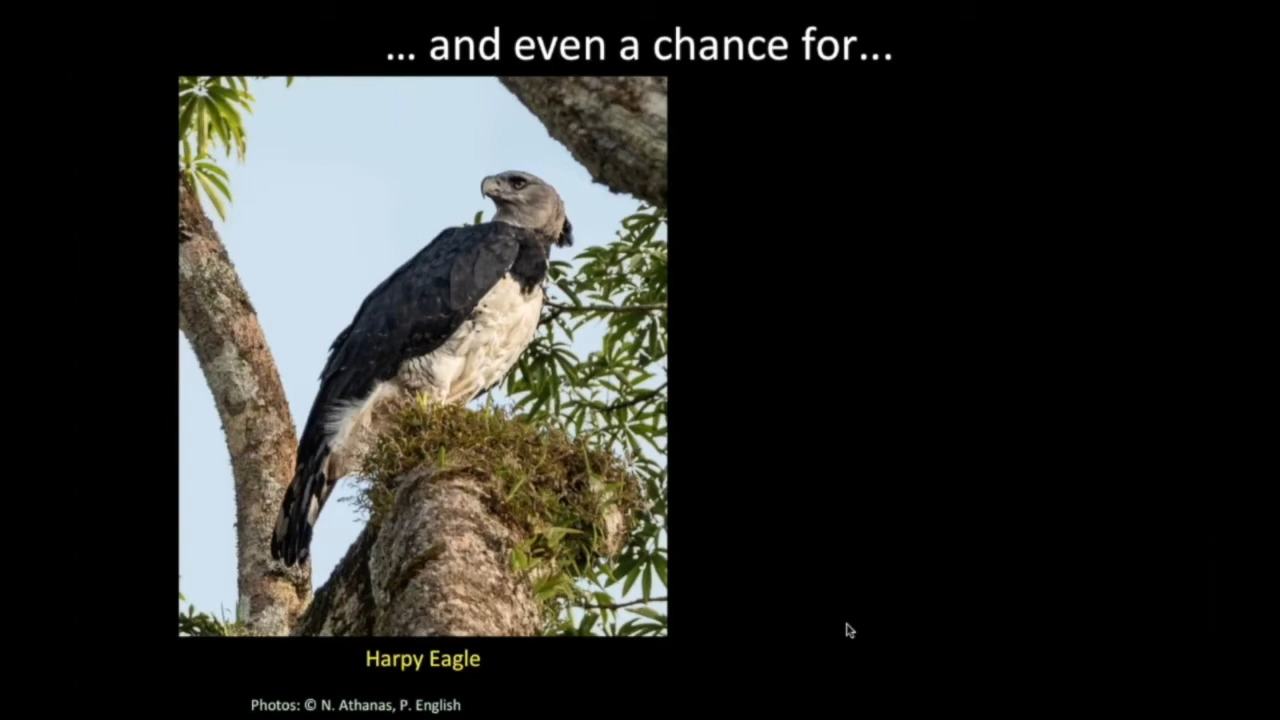 ... and even a chance for...
Harpy Eagle
Photos: © N. Athanas, P. English